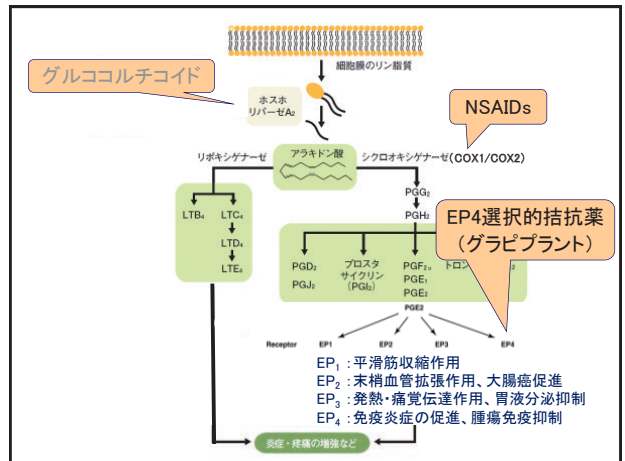 細胞膜のリン脂質
グルココルチコイド
ホスホ
リパーゼA₂
NSAIDs
リポキシゲナーゼ
アラキドン酸
シクロオキシゲナーゼ(COX1/COX2)
PGG₂
PGH₂
LTB₄
LTC₄
LTD₄
LTE₄
EP4選択的拮抗薬
(グラピプラント)
PGD₂
PGJ₂
プロスタ
サイクリン
(PGI₂)
PGF₂α
PGE₁
PGE₂
PGE2
Receptor EP1 EP2 EP3 EP4
EP₁：平滑筋収縮作用
EP₂：末梢血管拡張作用、大腸癌促進
EP₃：発熱・痛覚伝達作用、胃液分泌抑制
EP₄：免疫炎症の促進、腫瘍免疫抑制
炎症・疼痛の増強など